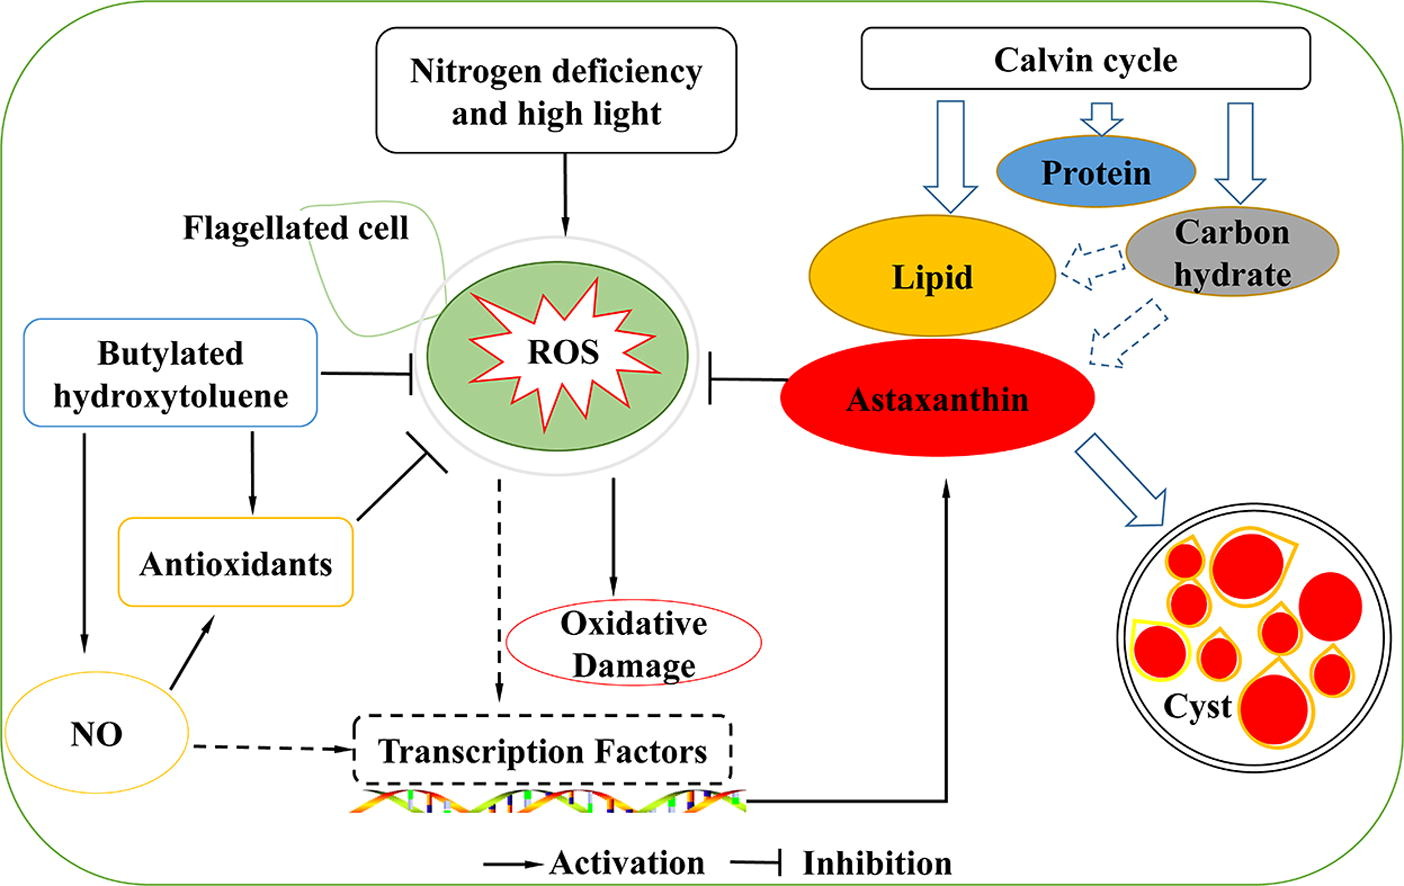 Nitrogen deficiency
and high light
Calvin cycle
Protein
Flagellated cell
Carbon
hydrate
Lipid
ROS
Butylated
hydroxytoluene
Astaxanthin
Antioxidants
Oxidative
Damage
Cyst
NO
Transcription Factors
Activation
Inhibition